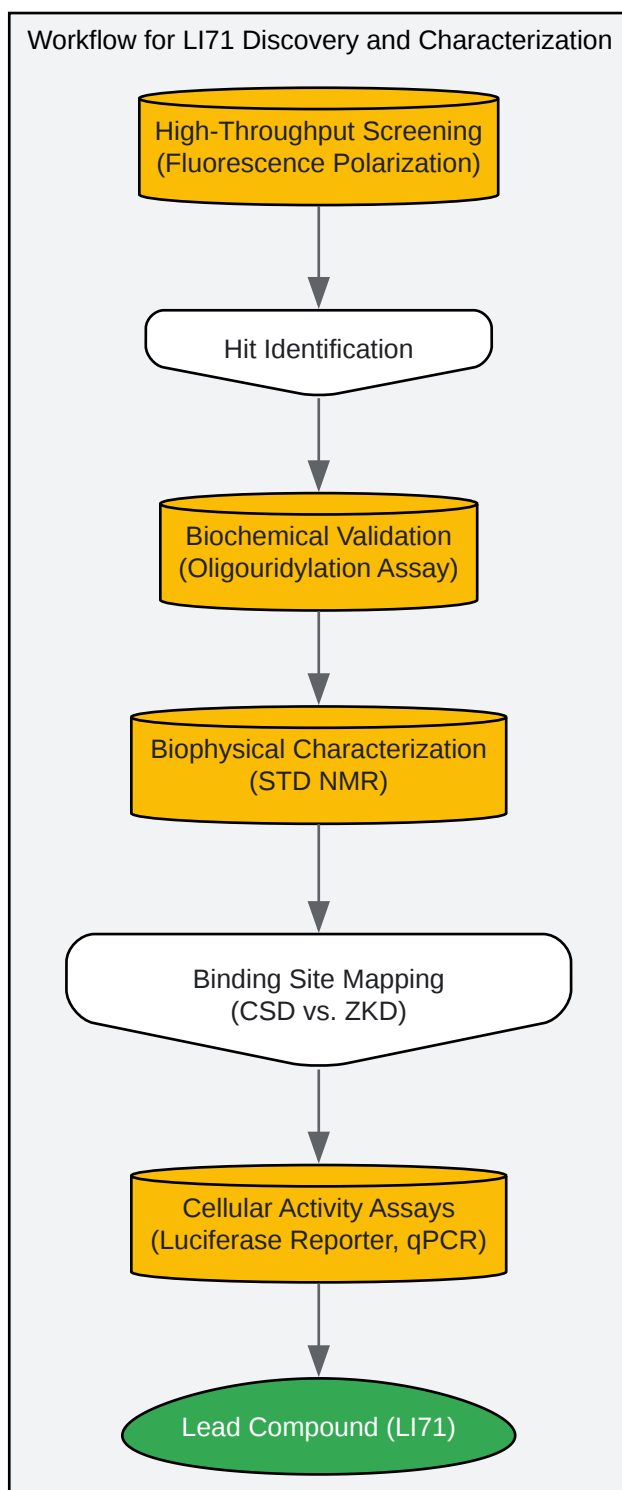 Workflow for LI71 Discovery and Characterization
High-Throughput Screening
(Fluorescence Polarization)
Hit Identification
Biochemical Validation
(Oligouridylation Assay)
Biophysical Characterization
(STD NMR)
Binding Site Mapping
(CSD vs. ZKD)
Cellular Activity Assays
(Luciferase Reporter, qPCR)
Lead Compound (LI71)